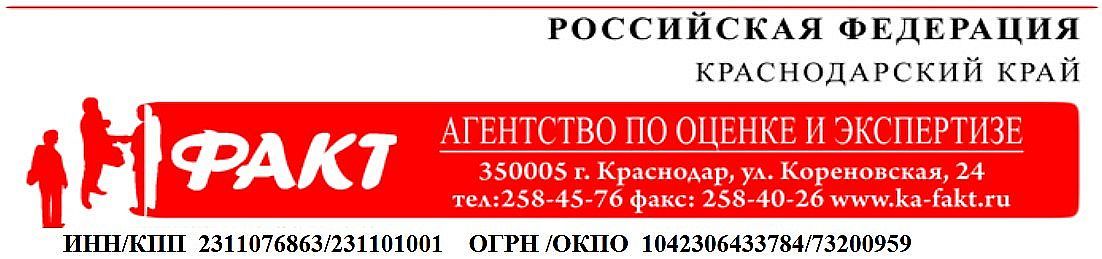 РОССИЙСКАЯ ФЕДЕРАЦИЯ
КРАСНОДАРСКИЙ КРАЙ
ФАКТ
АГЕНТСТВО ПО ОЦЕНКЕ И ЭКСПЕРТИЗЕ
350005 г. Краснодар, ул. Кореновская, 24
тел:258-45-76 факс: 258-40-26 www.ka-fakt.ru
ИНН/КПП 2311076863/231101001 ОГРН /ОКПО 1042306433784/73200959